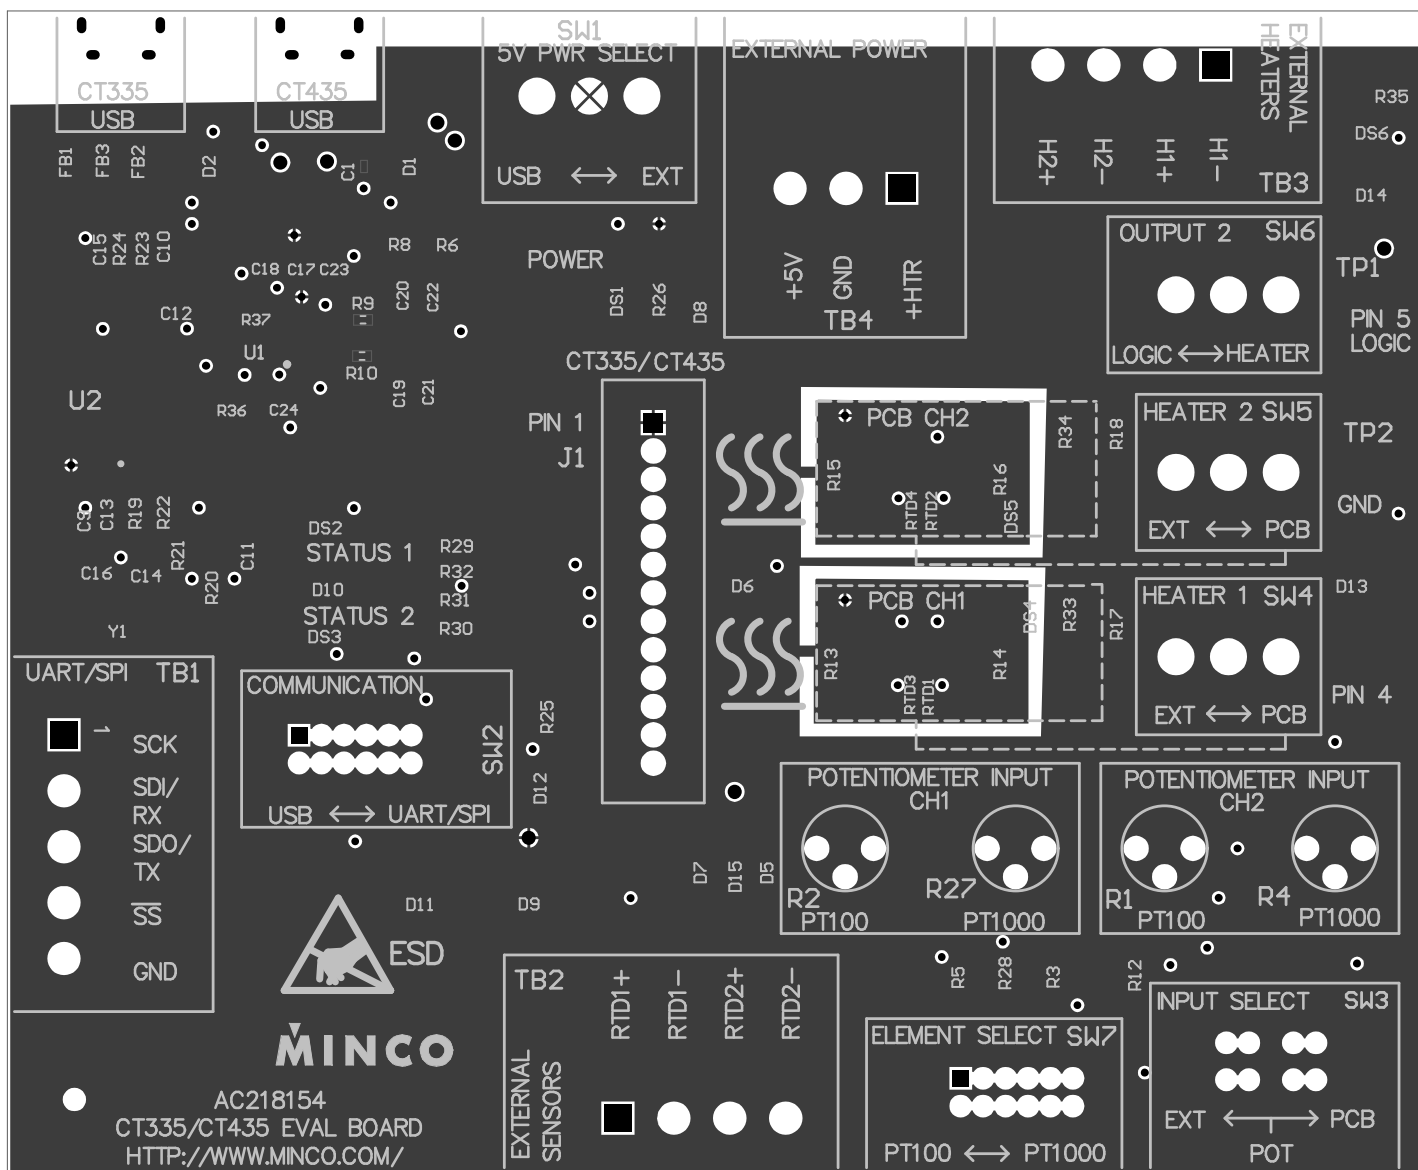 SW1
5V PWR SELECT
USB ⟷ EXT
CT335
USB
CT435
USB
FB1
FB3
FB2
D2
C1
D1
EXTERNAL POWER
+5V
GND
+HTR
TB4
EXTERNAL
HEATERS
H2+
H2-
H1+
H1-
TB3
R35
DS6
D14
C15
R24
R23
C10
R8
R6
C18
C17
C23
POWER
DS1
R26
D8
OUTPUT 2
SW6
LOGIC ⟷ HEATER
TP1
PIN 5
LOGIC
C12
R37
R9
C20
C22
U1
R10
CT335/CT435
U2
R36
C24
C19
C21
PIN 1
J1
PCB CH2
R15
RTD4
RTD2
R16
DS5
R34
R18
HEATER 2 SW5
EXT ⟷ PCB
TP2
GND
C9
C13
R19
R22
DS2
STATUS 1
R29
R21
C11
R20
C16
C14
R32
D10
R31
STATUS 2
R30
DS3
Y1
D6
PCB CH1
R13
RTD3
RTD1
R14
DS4
R33
R17
HEATER 1 SW4
EXT ⟷ PCB
D13
PIN 4
UART/SPI
TB1
1
SCK
SDI/
RX
SDO/
TX
SS
GND
COMMUNICATION
SW2
USB ⟷ UART/SPI
R25
D12
POTENTIOMETER INPUT
CH1
R2
PT100
R27
PT1000
POTENTIOMETER INPUT
CH2
R1
PT100
R4
PT1000
D7
D15
D5
D11
D9
ESD
MINCO
AC218154
CT335/CT435 EVAL BOARD
HTTP://WWW.MINCO.COM/
TB2
RTD1+
RTD1-
RTD2+
RTD2-
EXTERNAL
SENSORS
R5
R28
R3
R12
ELEMENT SELECT SW7
PT100 ⟷ PT1000
INPUT SELECT
SW3
EXT ⟷ PCB
POT